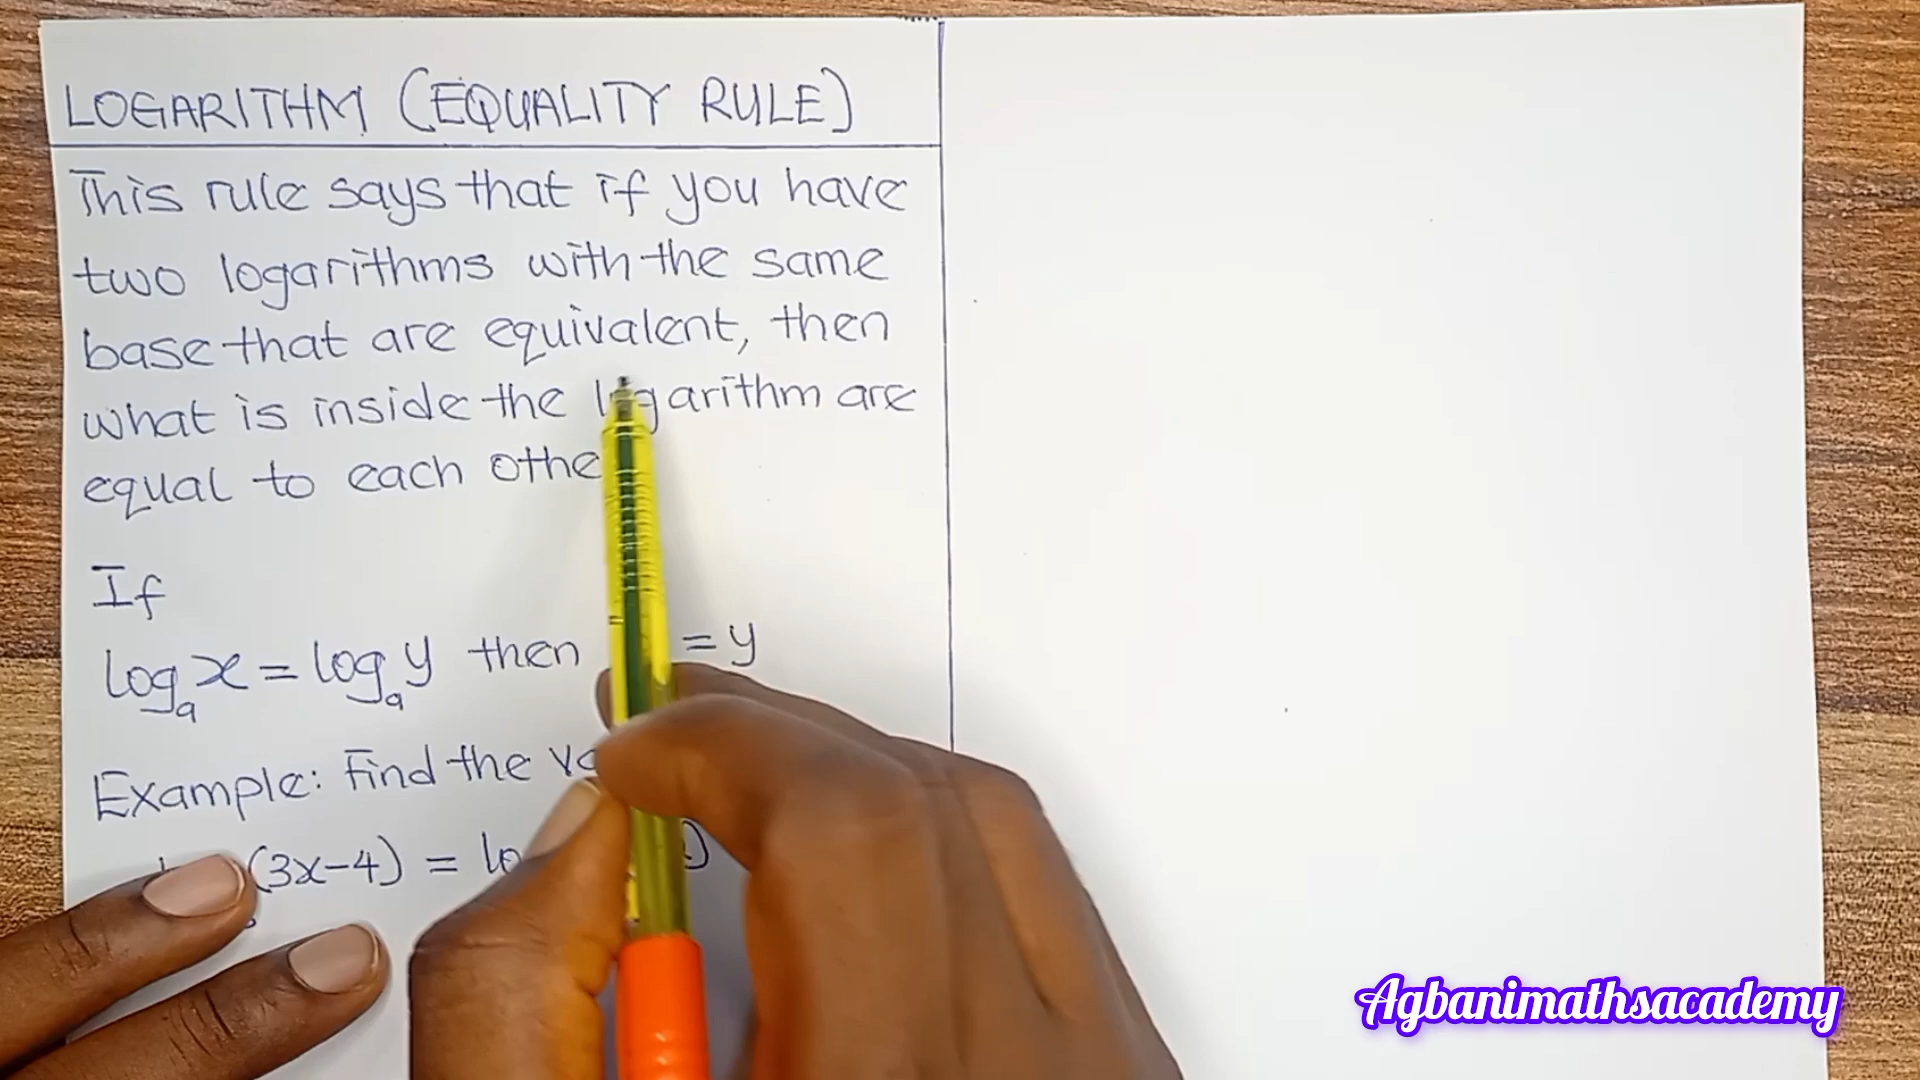 LOGARITHM (EQUALITY RULE)
This rule says that if you have
two logarithms with the same
base that are equivalent, then
what is inside the logarithm are
equal to each othe
If
logₐx = logₐy then = y
Example: Find the
(3x-4) =
Agbanimathsacademy